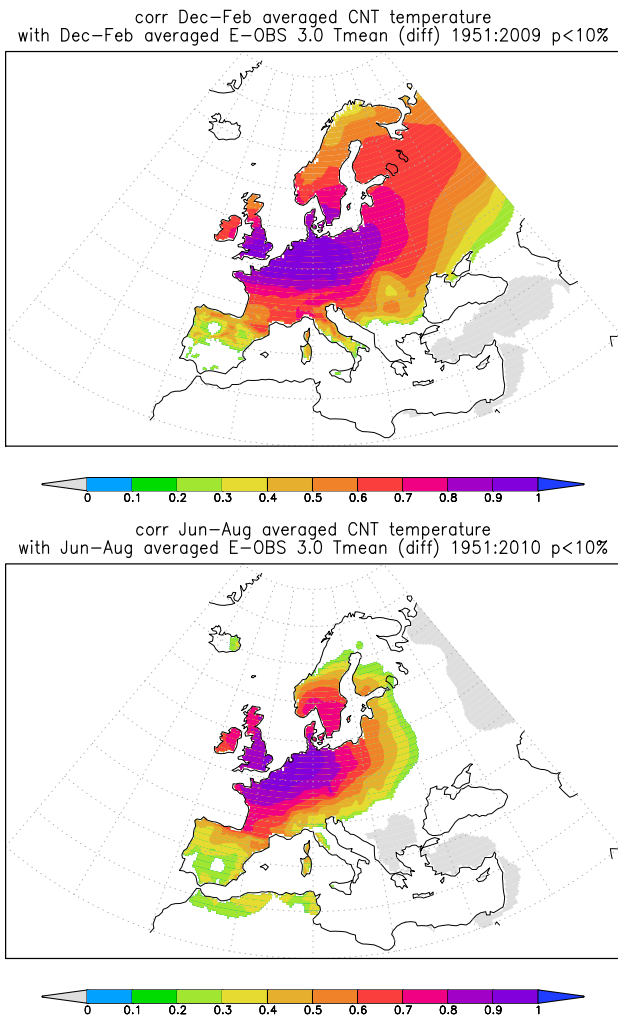 corr Dec-Feb averaged CNT temperature
with Dec-Feb averaged E-OBS 3.0 Tmean (diff) 1951:2009 p<10%
0 0.1 0.2 0.3 0.4 0.5 0.6 0.7 0.8 0.9 1
corr Jun-Aug averaged CNT temperature
with Jun-Aug averaged E-OBS 3.0 Tmean (diff) 1951:2010 p<10%
0 0.1 0.2 0.3 0.4 0.5 0.6 0.7 0.8 0.9 1